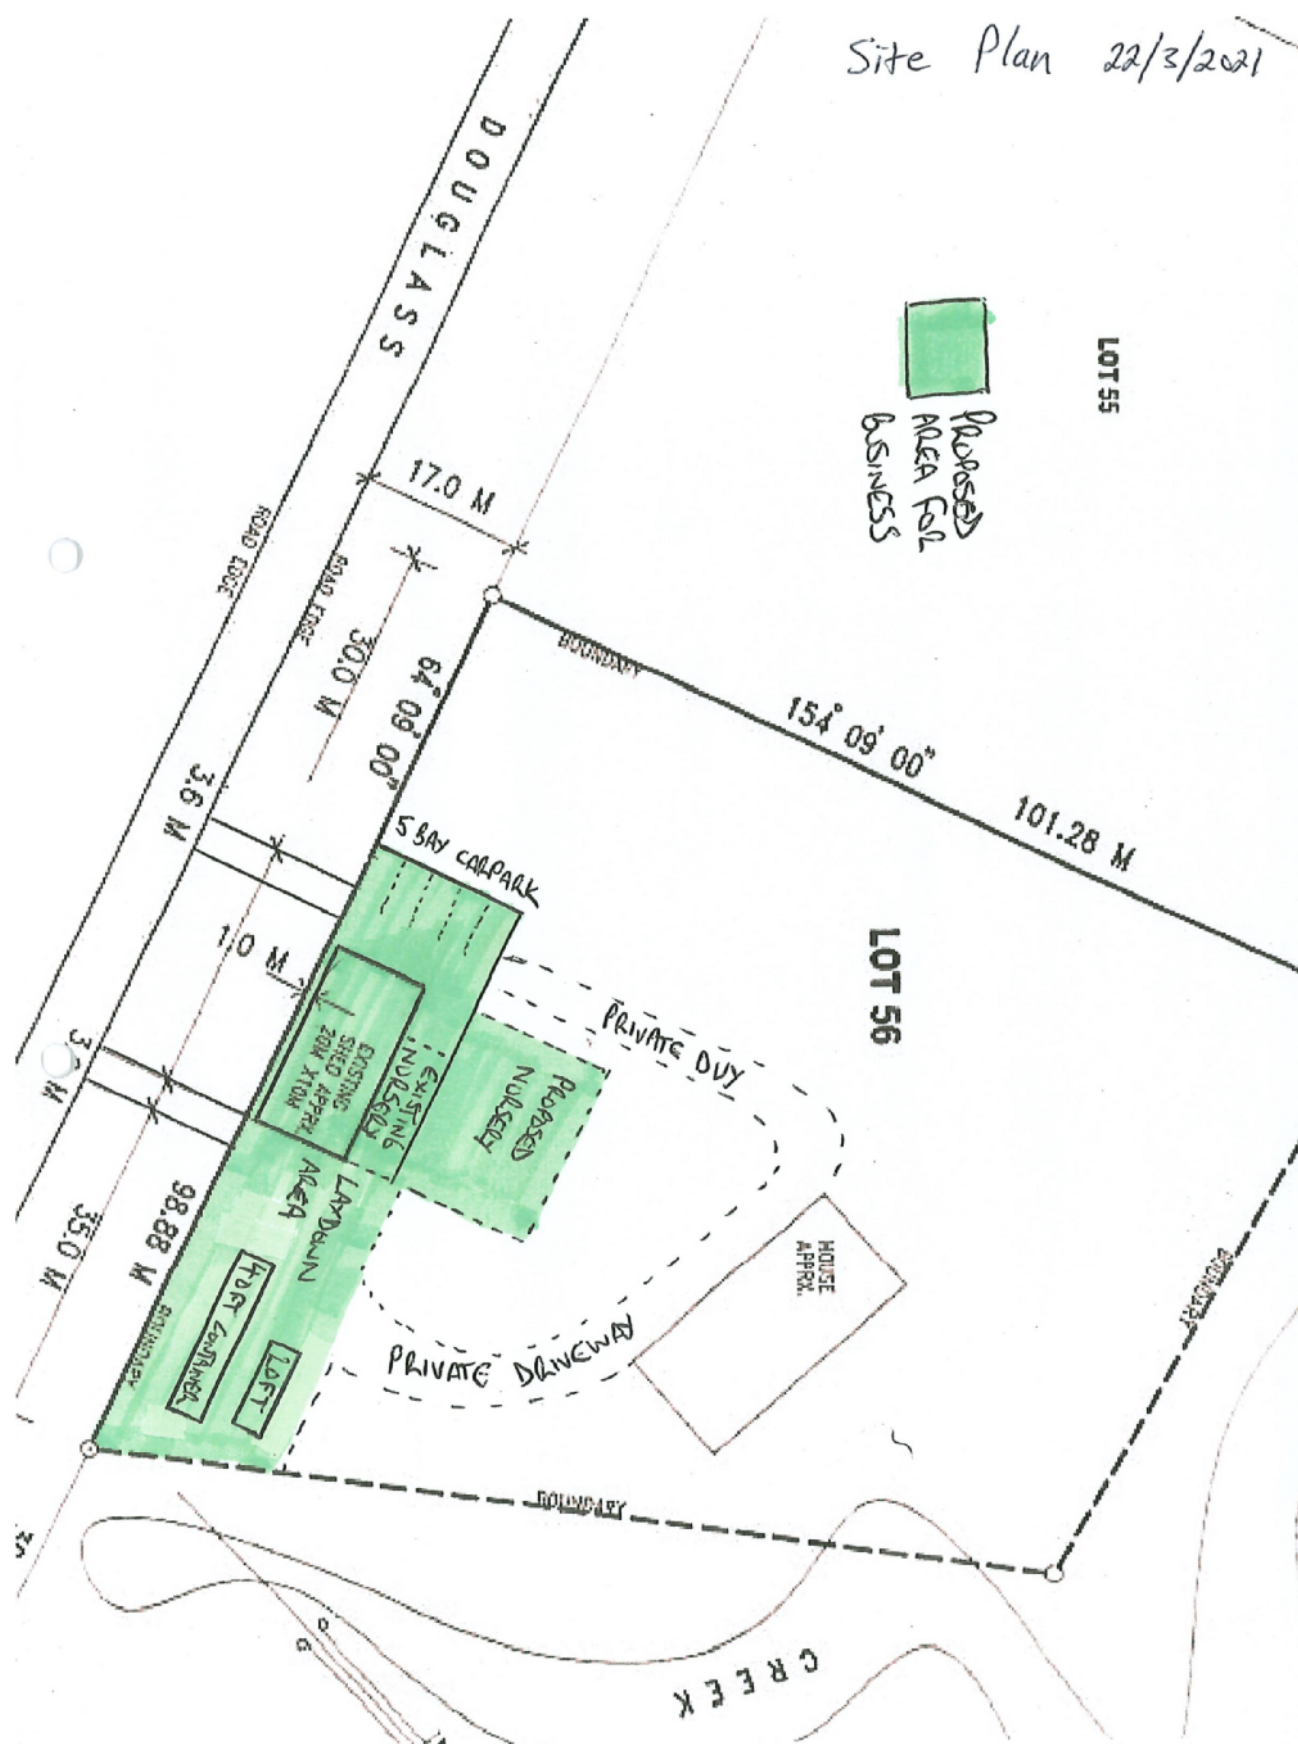 Site Plan 22/3/2021
DOUGLASS
LOT 55
PROPOSED
AREA FOR
BUSINESS
17.0 M
ROAD EDGE
ROAD EDGE
30.0 M
64° 09' 00"
BOUNDARY
154° 09' 00"
101.28 M
3.6 M
5 BAY CARPARK
LOT 56
1.0 M
PRIVATE DVY
EXISTING
NURSERY
EXISTING
SHED APPRX.
20M X10M
PROPOSED
NURSERY
LAYDOWN
AREA
98.88 M
35.0 M
HOUSE
APPRX.
BOUNDARY
40FT CONTAINER
20FT
PRIVATE DRIVEWAY
BOUNDARY
BOUNDARY
CREEK